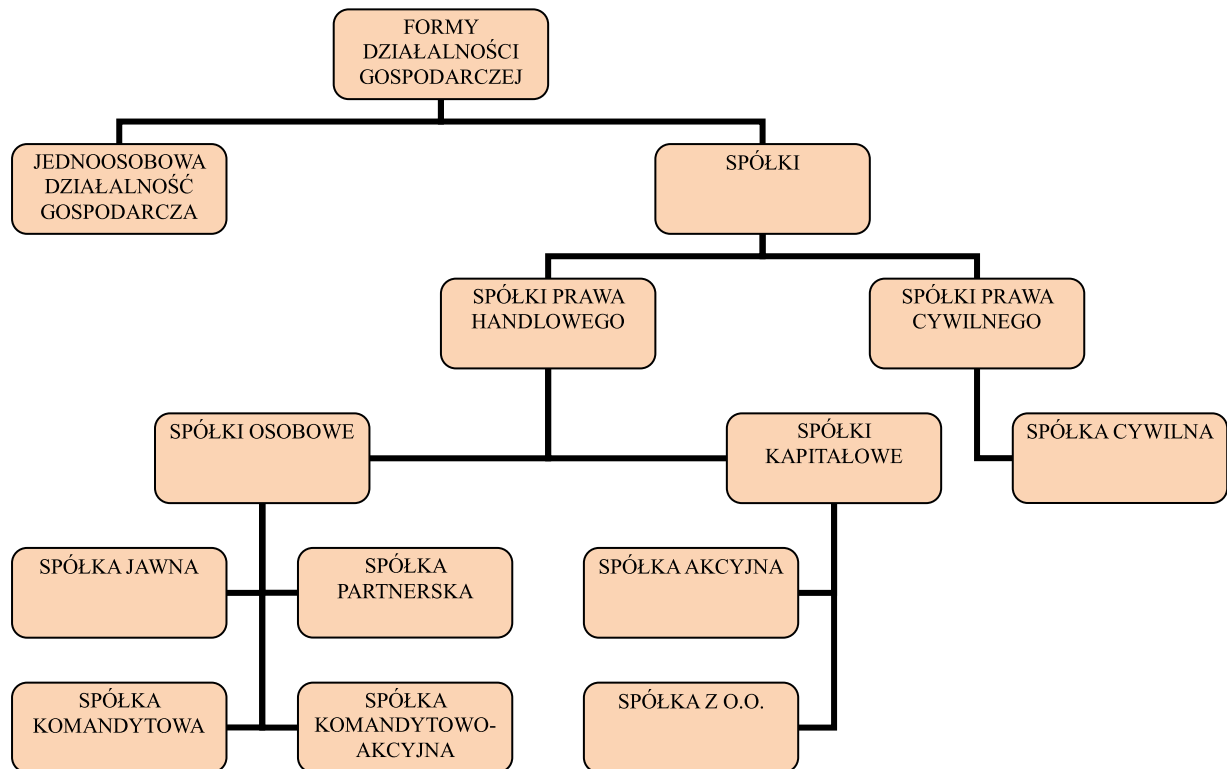 FORMY
DZIAŁALNOŚCI
GOSPODARCZEJ
JEDNOOSOBOWA
DZIAŁALNOŚĆ
GOSPODARCZA
SPÓŁKI
SPÓŁKI PRAWA
HANDLOWEGO
SPÓŁKI PRAWA
CYWILNEGO
SPÓŁKI OSOBOWE
SPÓŁKI
KAPITAŁOWE
SPÓŁKA CYWILNA
SPÓŁKA JAWNA
SPÓŁKA
PARTNERSKA
SPÓŁKA AKCYJNA
SPÓŁKA
KOMANDYTOWA
SPÓŁKA
KOMANDYTOWO-
AKCYJNA
SPÓŁKA Z O.O.